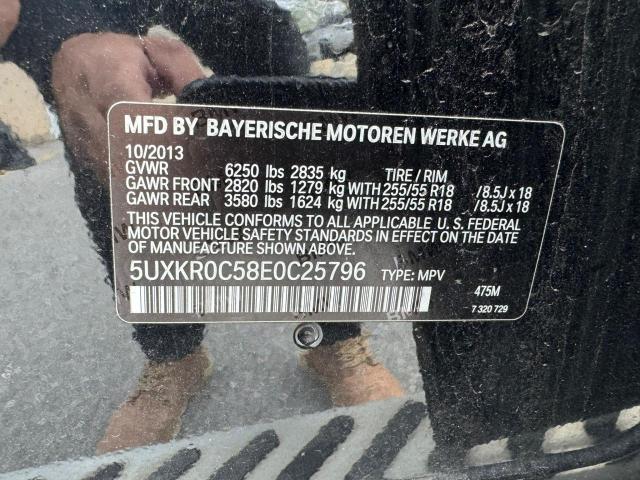 MFD BY BAYERISCHE MOTOREN WERKE AG
10/2013
GVWR 6250 lbs 2835 kg TIRE / RIM
GAWR FRONT 2820 lbs 1279 kg WITH 255/55 R18 /8.5J x 18
GAWR REAR 3580 lbs 1624 kg WITH 255/55 R18 /8.5J x 18
THIS VEHICLE CONFORMS TO ALL APPLICABLE U. S. FEDERAL
MOTOR VEHICLE SAFETY STANDARDS IN EFFECT ON THE DATE
OF MANUFACTURE SHOWN ABOVE.
5UXKR0C58E0C25796 TYPE: MPV
475M
7 320 729